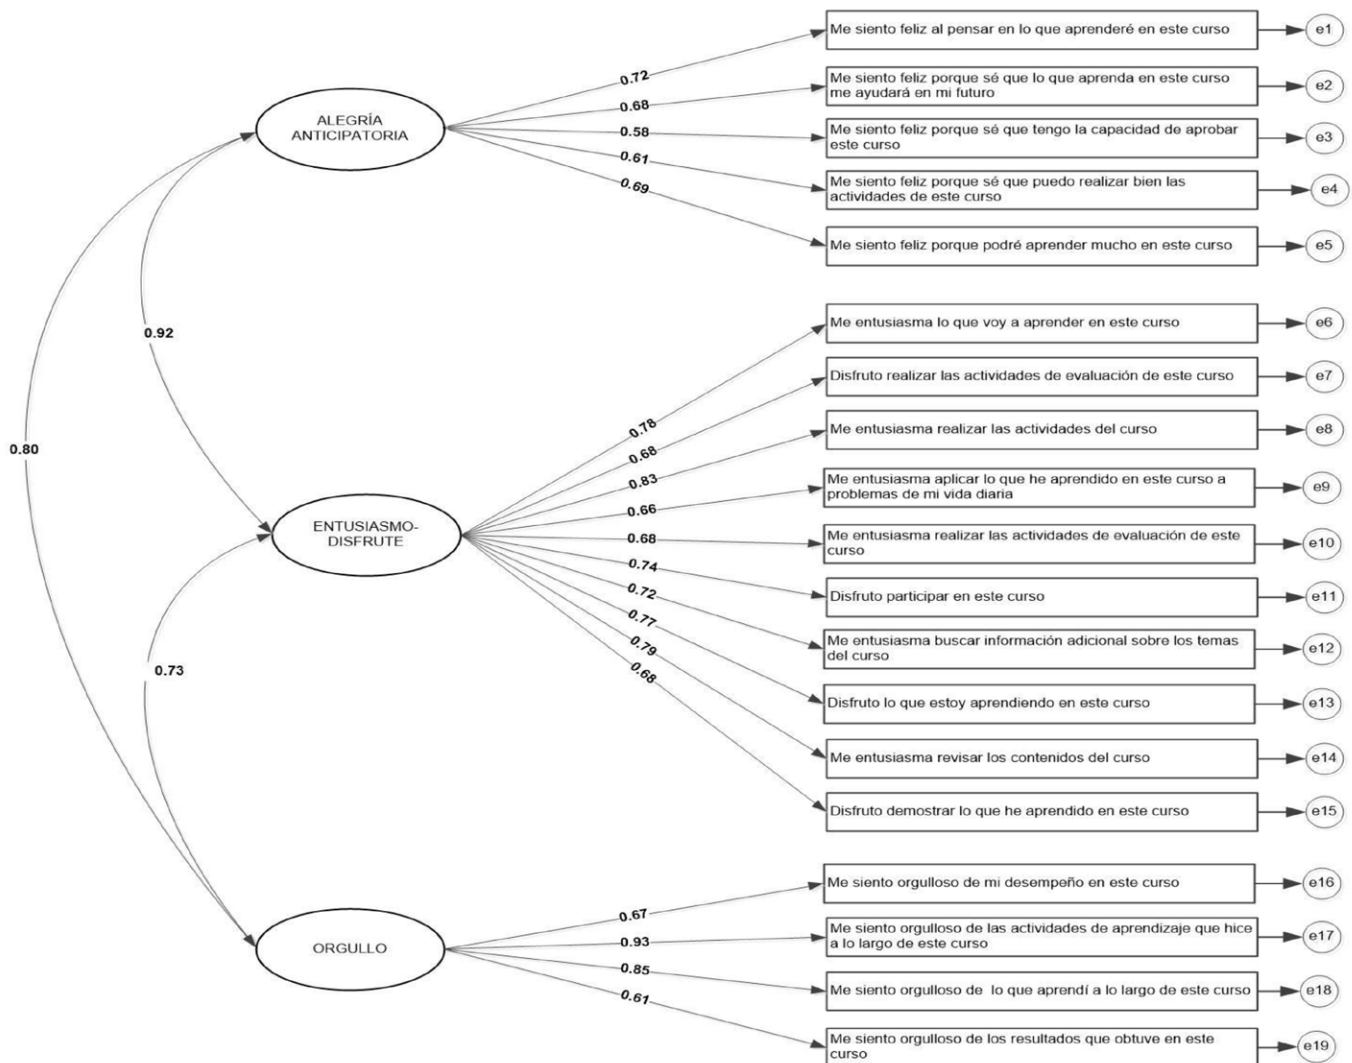 Me siento feliz al pensar en lo que aprenderé en este curso
e1
0.72
Me siento feliz porque sé que lo que aprenda en este curso
me ayudará en mi futuro
e2
0.68
ALEGRÍA
ANTICIPATORIA
Me siento feliz porque sé que tengo la capacidad de aprobar
este curso
e3
0.58
Me siento feliz porque sé que puedo realizar bien las
actividades de este curso
e4
0.61
0.69
Me siento feliz porque podré aprender mucho en este curso
e5
0.92
0.80
Me entusiasma lo que voy a aprender en este curso
e6
Disfruto realizar las actividades de evaluación de este curso
e7
0.78
Me entusiasma realizar las actividades del curso
e8
0.68
0.83
Me entusiasma aplicar lo que he aprendido en este curso a
problemas de mi vida diaria
e9
0.66
ENTUSIASMO-
DISFRUTE
0.68
Me entusiasma realizar las actividades de evaluación de este
curso
e10
0.74
0.72
Disfruto participar en este curso
e11
0.77
Me entusiasma buscar información adicional sobre los temas
del curso
e12
0.79
0.68
0.73
Disfruto lo que estoy aprendiendo en este curso
e13
Me entusiasma revisar los contenidos del curso
e14
Disfruto demostrar lo que he aprendido en este curso
e15
Me siento orgulloso de mi desempeño en este curso
e16
0.67
Me siento orgulloso de las actividades de aprendizaje que hice
a lo largo de este curso
e17
0.93
ORGULLO
0.85
Me siento orgulloso de  lo que aprendí a lo largo de este curso
e18
0.61
Me siento orgulloso de los resultados que obtuve en este
curso
e19